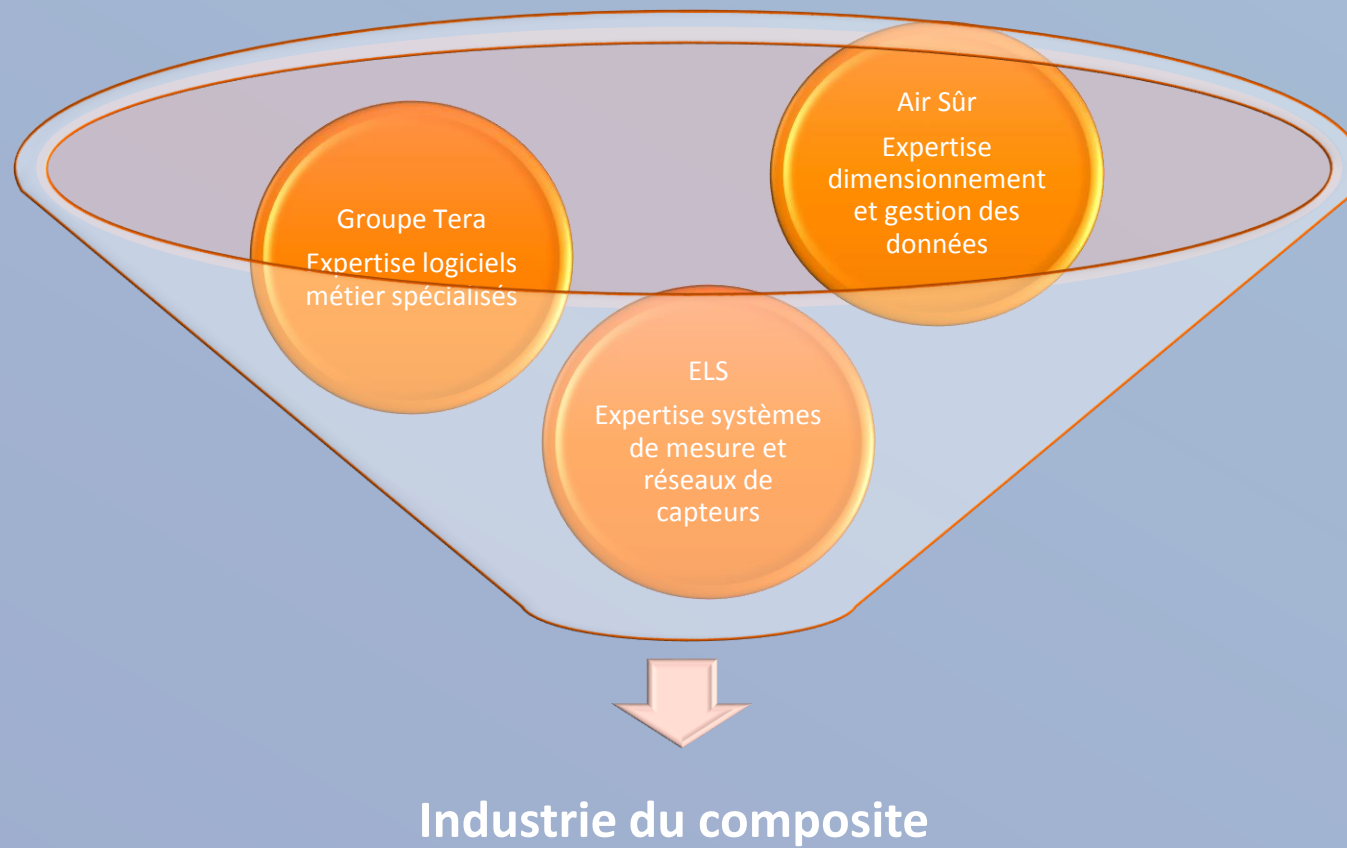 Groupe Tera
Expertise logiciels
métier spécialisés
Air Sûr
Expertise
dimensionnement
et gestion des
données
ELS
Expertise systèmes
de mesure et
réseaux de
capteurs
Industrie du composite